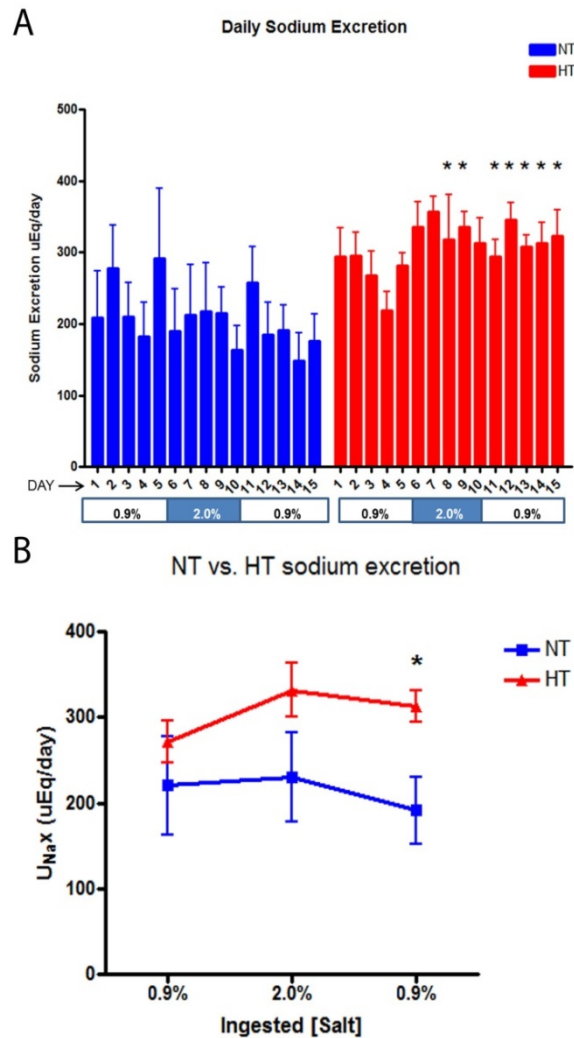 A
Daily Sodium Excretion
NT
HT
500
400
300
200
100
0
Sodium Excretion uEq/day
* * * * * * *
DAY → 1 2 3 4 5 6 7 8 9 10 11 12 13 14 15 1 2 3 4 5 6 7 8 9 10 11 12 13 14 15
0.9% 2.0% 0.9% 0.9% 2.0% 0.9%
B
NT vs. HT sodium excretion
NT
HT
*
400
300
200
100
0
UNax (uEq/day)
0.9% 2.0% 0.9%
Ingested [Salt]